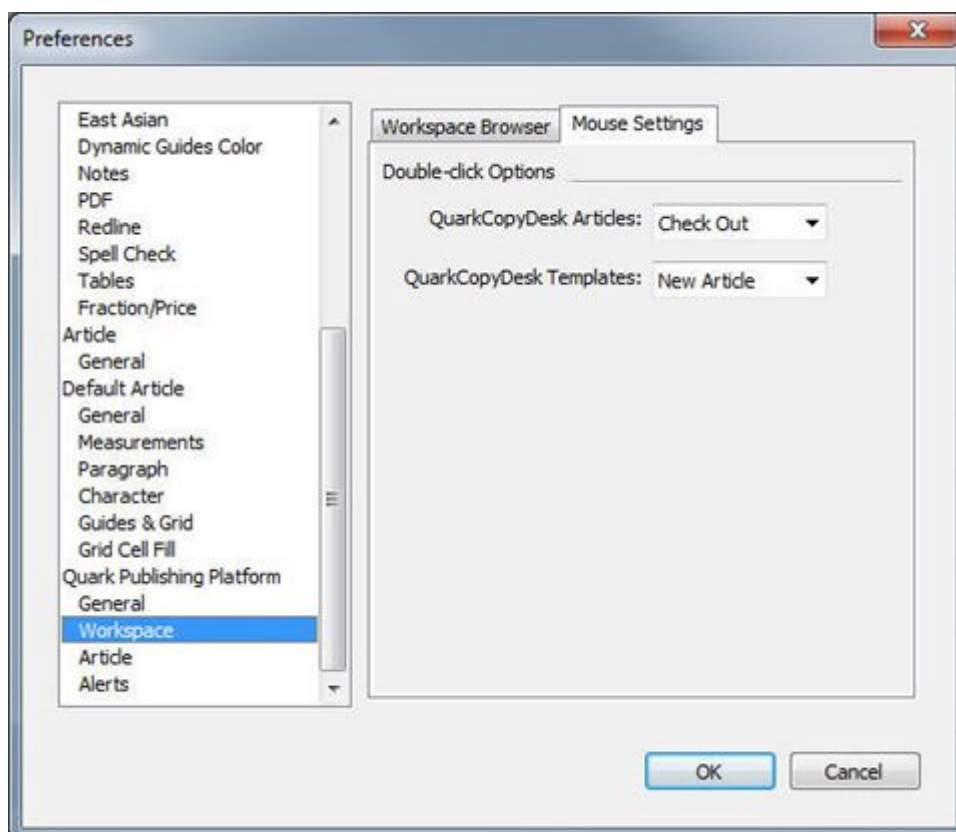 Preferences
East Asian
Dynamic Guides Color
Notes
PDF
Redline
Spell Check
Tables
Fraction/Price
Article
General
Default Article
General
Measurements
Paragraph
Character
Guides & Grid
Grid Cell Fill
Quark Publishing Platform
General
Workspace
Article
Alerts
Workspace Browser Mouse Settings
Double-click Options
QuarkCopyDesk Articles: Check Out
QuarkCopyDesk Templates: New Article
OK Cancel